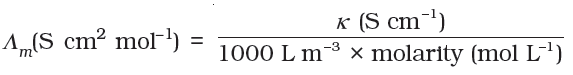 Λm(S cm² mol⁻¹) = κ (S cm⁻¹) / 1000 L m⁻³ × molarity (mol L⁻¹)